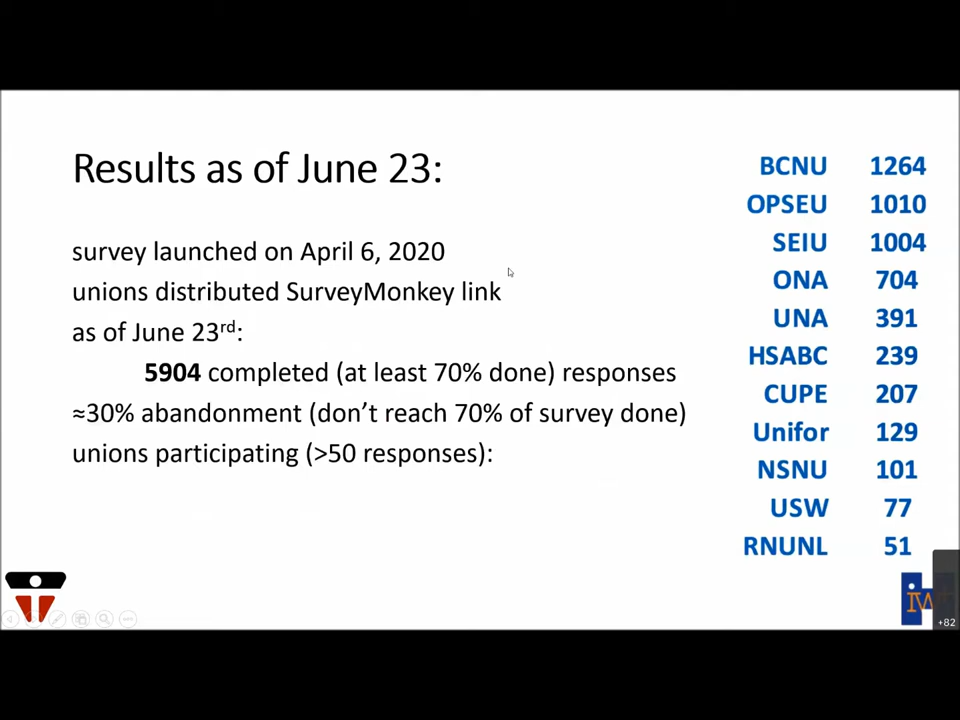 Results as of June 23:
survey launched on April 6, 2020
unions distributed SurveyMonkey link
as of June 23rd:
5904 completed (at least 70% done) responses
≈30% abandonment (don't reach 70% of survey done)
unions participating (>50 responses):
BCNU 1264
OPSEU 1010
SEIU 1004
ONA 704
UNA 391
HSABC 239
CUPE 207
Unifor 129
NSNU 101
USW 77
RNUNL 51
+82